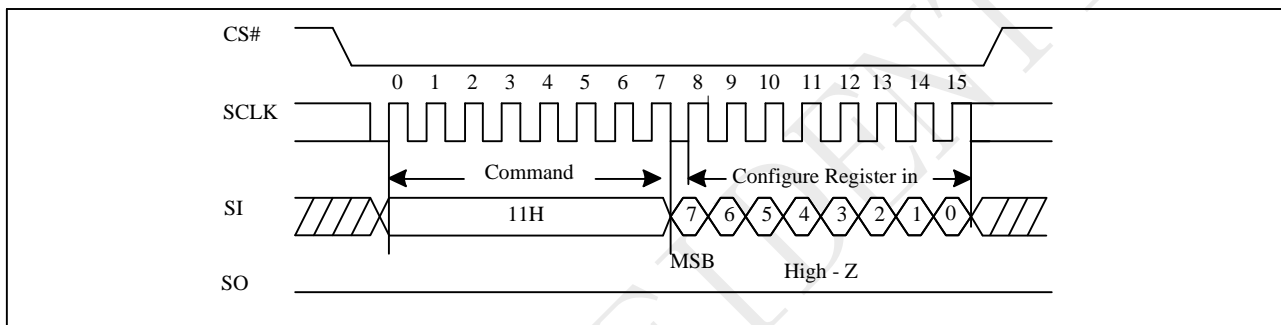 CS#
0 1 2 3 4 5 6 7 8 9 10 11 12 13 14 15
SCLK
Command
Configure Register in
SI
11H
7 6 5 4 3 2 1 0
MSB
High - Z
SO